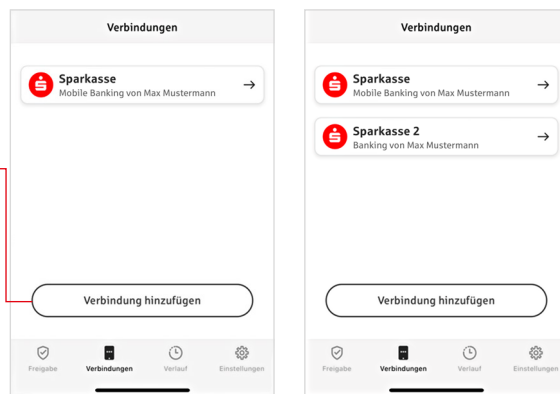 Verbindungen
Sparkasse
Mobile Banking von Max Mustermann
Verbindung hinzufügen
Freigabe
Verbindungen
Verlauf
Einstellungen
Verbindungen
Sparkasse
Mobile Banking von Max Mustermann
Sparkasse 2
Banking von Max Mustermann
Verbindung hinzufügen
Freigabe
Verbindungen
Verlauf
Einstellungen